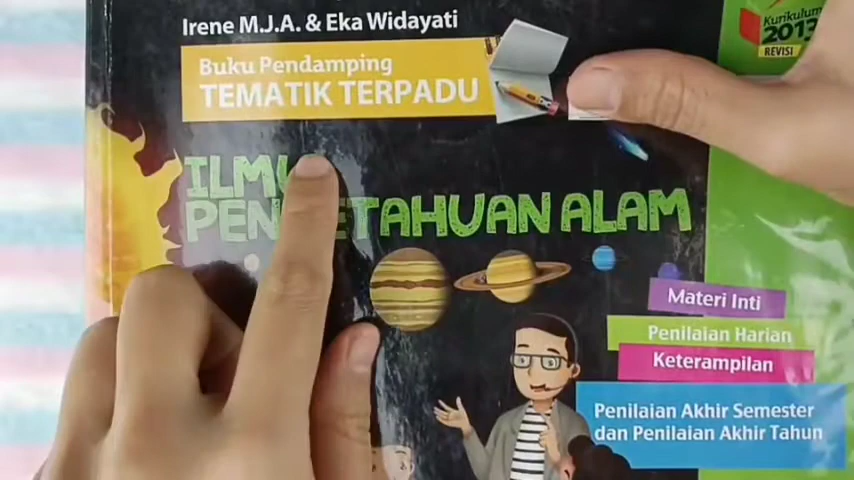 Irene M.J.A. & Eka Widayati
Kurikulum
2013
REVISI
Buku Pendamping
TEMATIK TERPADU
ILMU
ALAM
Materi Inti
Penilaian Harian
Keterampilan
Penilaian Akhir Semester
dan Penilaian Akhir Tahun